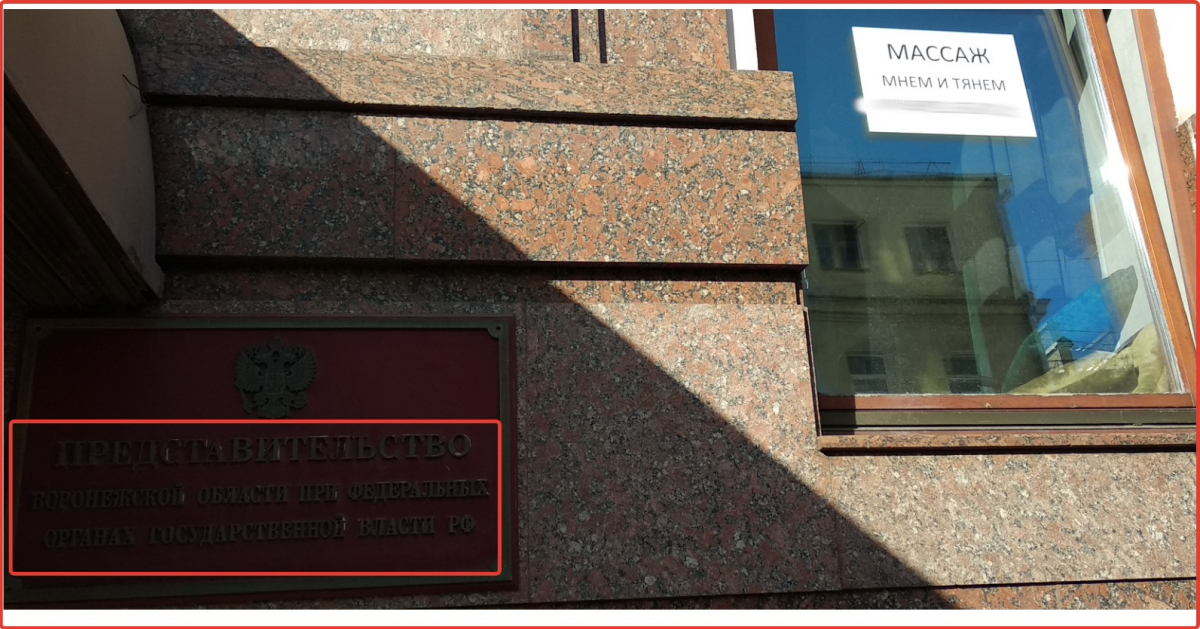 МАССАЖ
МНЕМ И ТЯНЕМ
ПРЕДСТАВИТЕЛЬСТВО
ВОРОНЕЖСКОЙ ОБЛАСТИ ПРИ ФЕДЕРАЛЬНЫХ
ОРГАНАХ ГОСУДАРСТВЕННОЙ ВЛАСТИ РФ